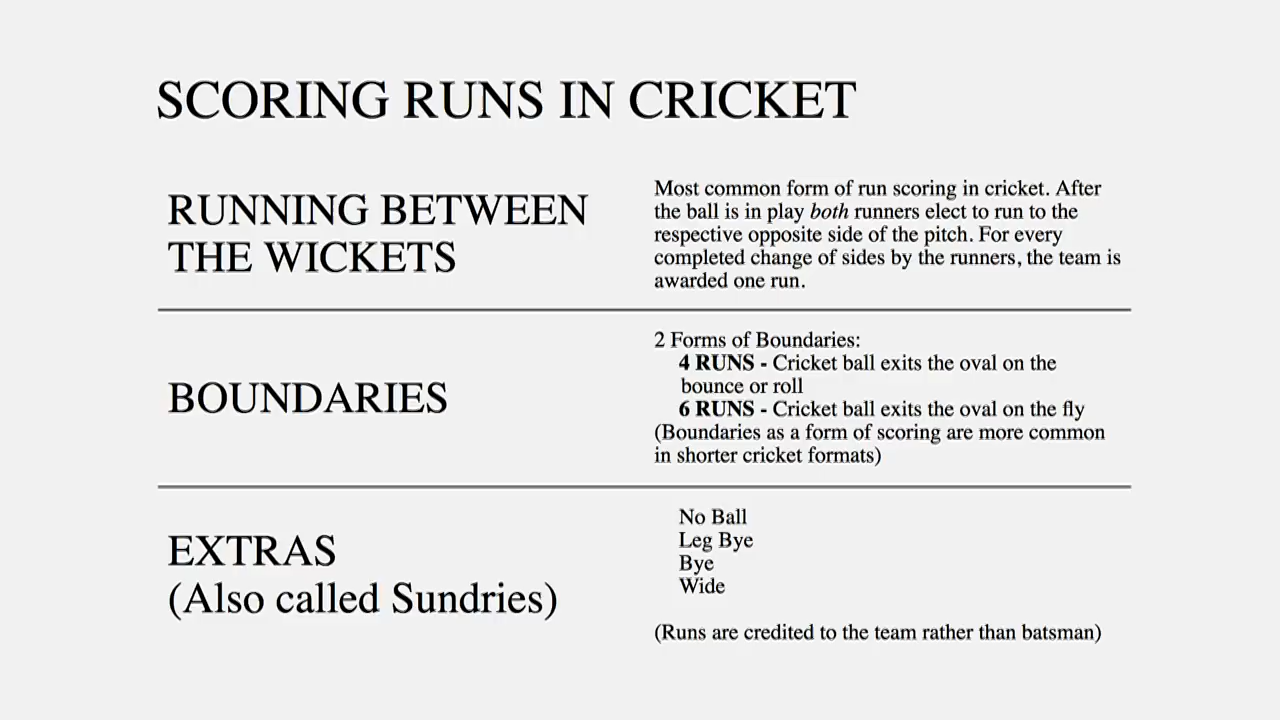 SCORING RUNS IN CRICKET
RUNNING BETWEEN
THE WICKETS
Most common form of run scoring in cricket. After
the ball is in play both runners elect to run to the
respective opposite side of the pitch. For every
completed change of sides by the runners, the team is
awarded one run.
BOUNDARIES
2 Forms of Boundaries:
4 RUNS - Cricket ball exits the oval on the
bounce or roll
6 RUNS - Cricket ball exits the oval on the fly
(Boundaries as a form of scoring are more common
in shorter cricket formats)
EXTRAS
(Also called Sundries)
No Ball
Leg Bye
Bye
Wide
(Runs are credited to the team rather than batsman)